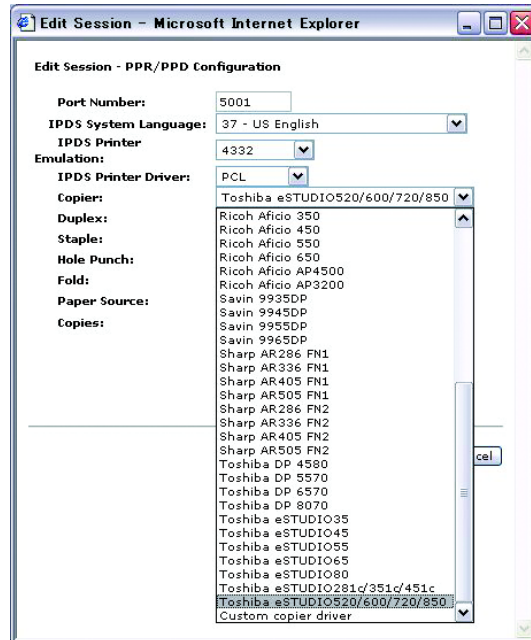 Edit Session - Microsoft Internet Explorer
Edit Session - PPR/PPD Configuration
Port Number: 5001
IPDS System Language: 37 - US English
IPDS Printer
Emulation: 4332
IPDS Printer Driver: PCL
Copier: Toshiba eSTUDIO520/600/720/850
Duplex:
Staple:
Hole Punch:
Fold:
Paper Source:
Copies:
Ricoh Aficio 350
Ricoh Aficio 450
Ricoh Aficio 550
Ricoh Aficio 650
Ricoh Aficio AP4500
Ricoh Aficio AP3200
Savin 9935DP
Savin 9945DP
Savin 9955DP
Savin 9965DP
Sharp AR286 FN1
Sharp AR336 FN1
Sharp AR405 FN1
Sharp AR505 FN1
Sharp AR286 FN2
Sharp AR336 FN2
Sharp AR405 FN2
Sharp AR505 FN2
Toshiba DP 4580
Toshiba DP 5570
Toshiba DP 6570
Toshiba DP 8070
Toshiba eSTUDIO35
Toshiba eSTUDIO45
Toshiba eSTUDIO55
Toshiba eSTUDIO65
Toshiba eSTUDIO80
Toshiba eSTUDIO281c/351c/451c
Toshiba eSTUDIO520/600/720/850
Custom copier driver
cel